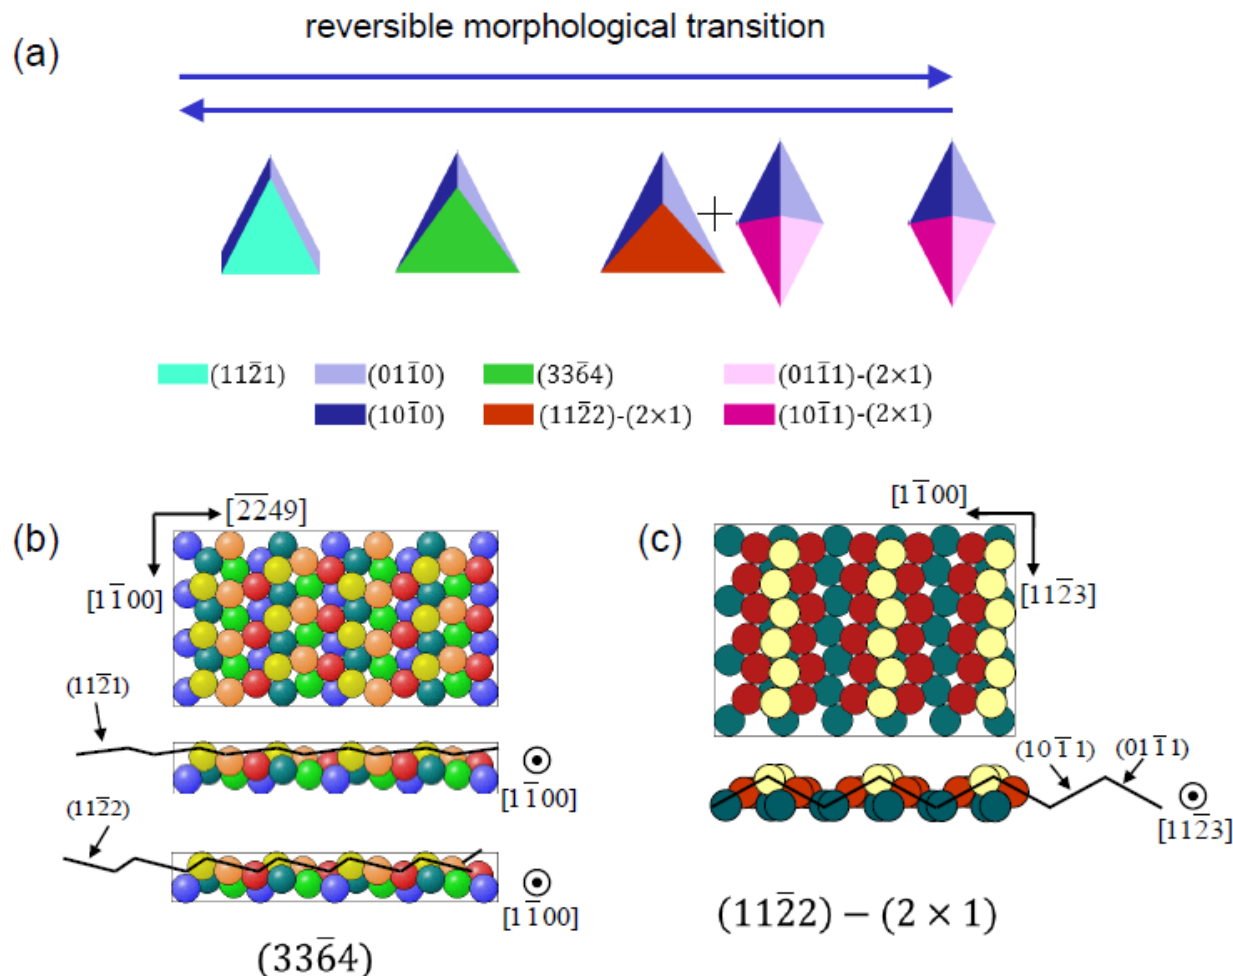 reversible morphological transition
(a)
+
(112̅1) (011̅0) (336̅4) (011̅1)-(2×1)
(101̅0) (112̅2)-(2×1) (101̅1)-(2×1)
(b)
[2̅2̅49]
[11̅00]
(112̅1)
[11̅00]
(112̅2)
[11̅00]
(336̅4)
(c)
[11̅00]
[112̅3]
(101̅1) (011̅1)
[112̅3]
(112̅2) − (2 × 1)